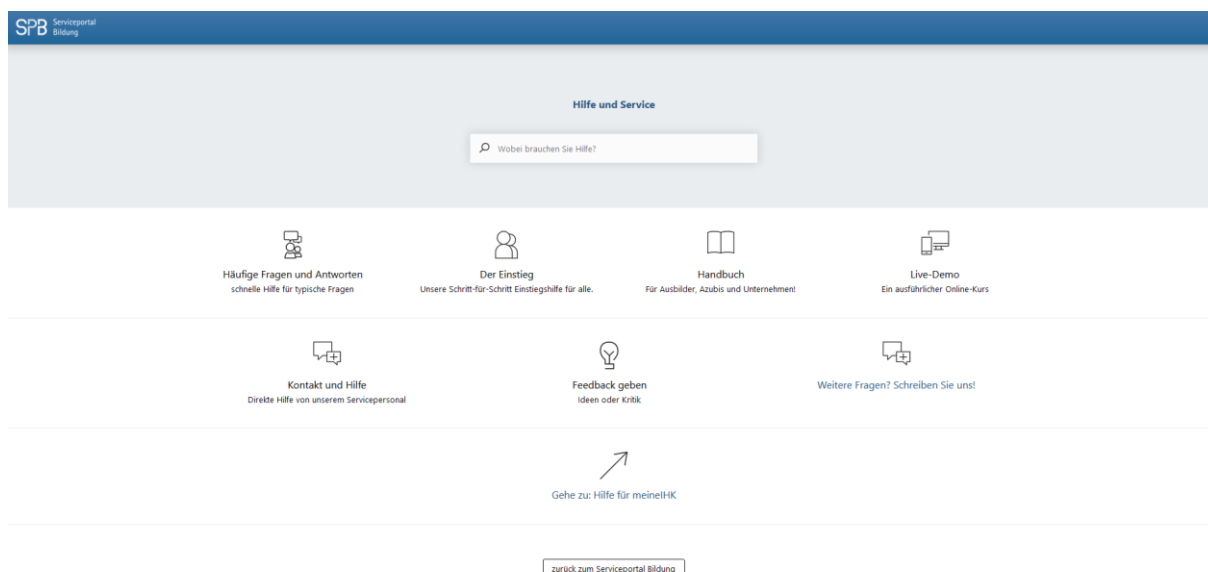 SPB Serviceportal
Bildung
Hilfe und Service
Wobei brauchen Sie Hilfe?
Häufige Fragen und Antworten
schnelle Hilfe für typische Fragen
Der Einstieg
Unsere Schritt-für-Schritt Einstiegshilfe für alle.
Handbuch
Für Ausbilder, Azubis und Unternehmen!
Live-Demo
Ein ausführlicher Online-Kurs
Kontakt und Hilfe
Direkte Hilfe von unserem Servicepersonal
Feedback geben
Ideen oder Kritik
Weitere Fragen? Schreiben Sie uns!
Gehe zu: Hilfe für meineIHK
zurück zum Serviceportal Bildung